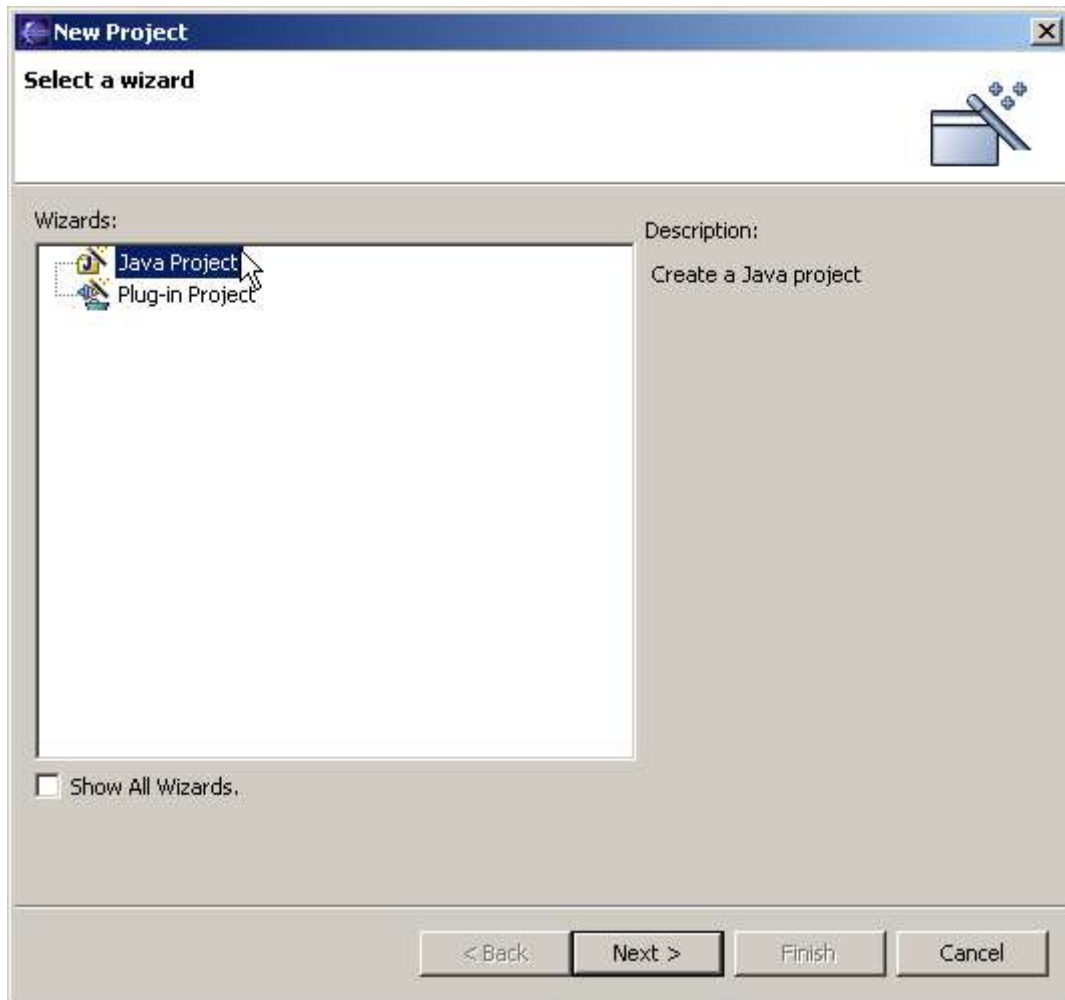 New Project
Select a wizard
Wizards:
Java Project
Plug-in Project
Description:
Create a Java project
Show All Wizards.
< Back
Next >
Finish
Cancel